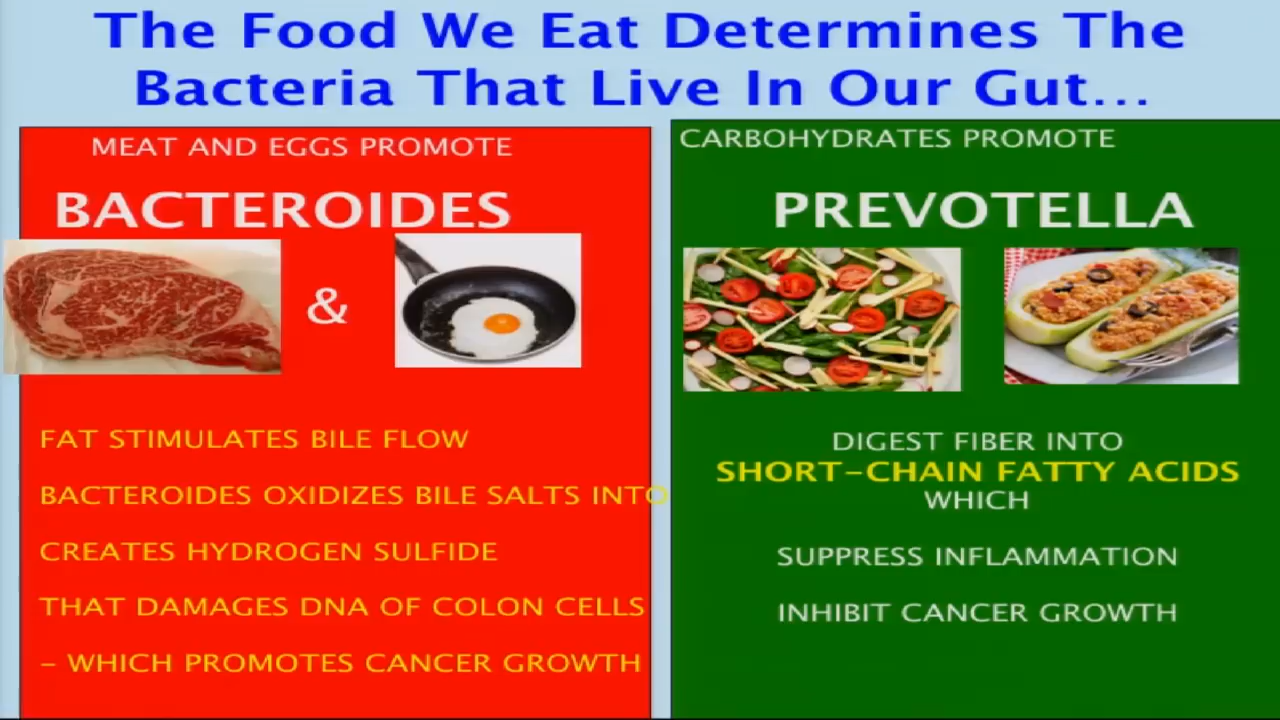 The Food We Eat Determines The
Bacteria That Live In Our Gut...
MEAT AND EGGS PROMOTE
BACTEROIDES
&
FAT STIMULATES BILE FLOW
BACTEROIDES OXIDIZES BILE SALTS INTO
CREATES HYDROGEN SULFIDE
THAT DAMAGES DNA OF COLON CELLS
- WHICH PROMOTES CANCER GROWTH
CARBOHYDRATES PROMOTE
PREVOTELLA
DIGEST FIBER INTO
SHORT-CHAIN FATTY ACIDS
WHICH
SUPPRESS INFLAMMATION
INHIBIT CANCER GROWTH